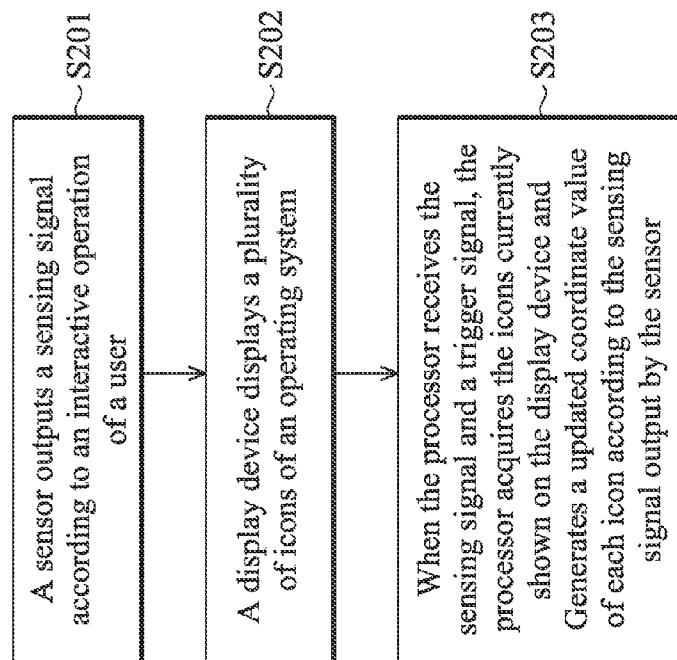 A sensor outputs a sensing signal
according to an interactive operation
of a user
S201
A display device displays a plurality
of icons of an operating system
S202
When the processor receives the
sensing signal and a trigger signal, the
processor acquires the icons currently
shown on the display device and
Generates a updated coordinate value
of each icon according to the sensing
signal output by the sensor
S203